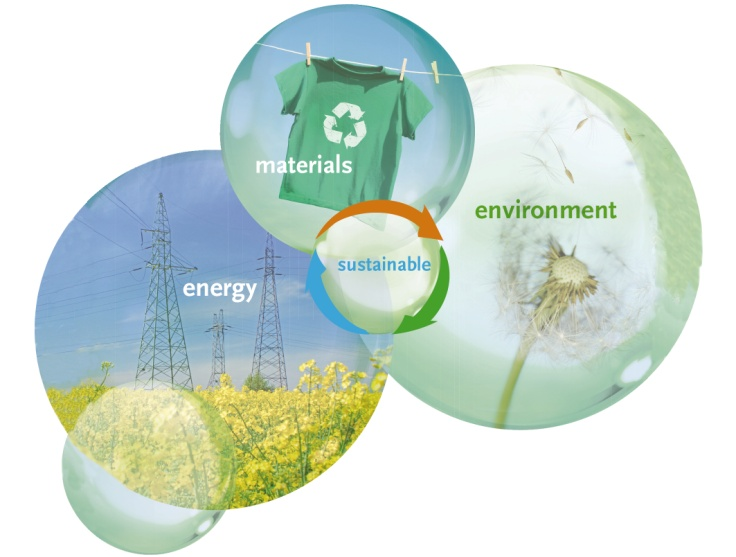 materials
environment
sustainable
energy